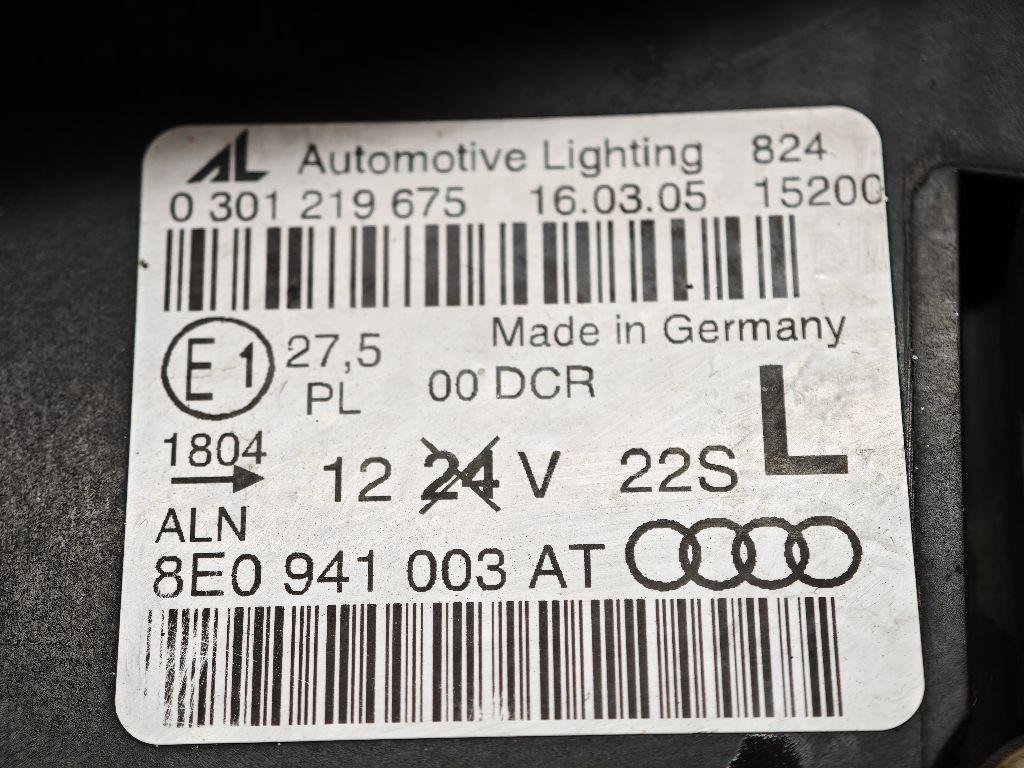 AL Automotive Lighting 824
0 301 219 675 16.03.05 15200
Made in Germany
E1 27,5
PL 00 DCR
L
1804
12 24 V 22S
ALN
8E0 941 003 AT